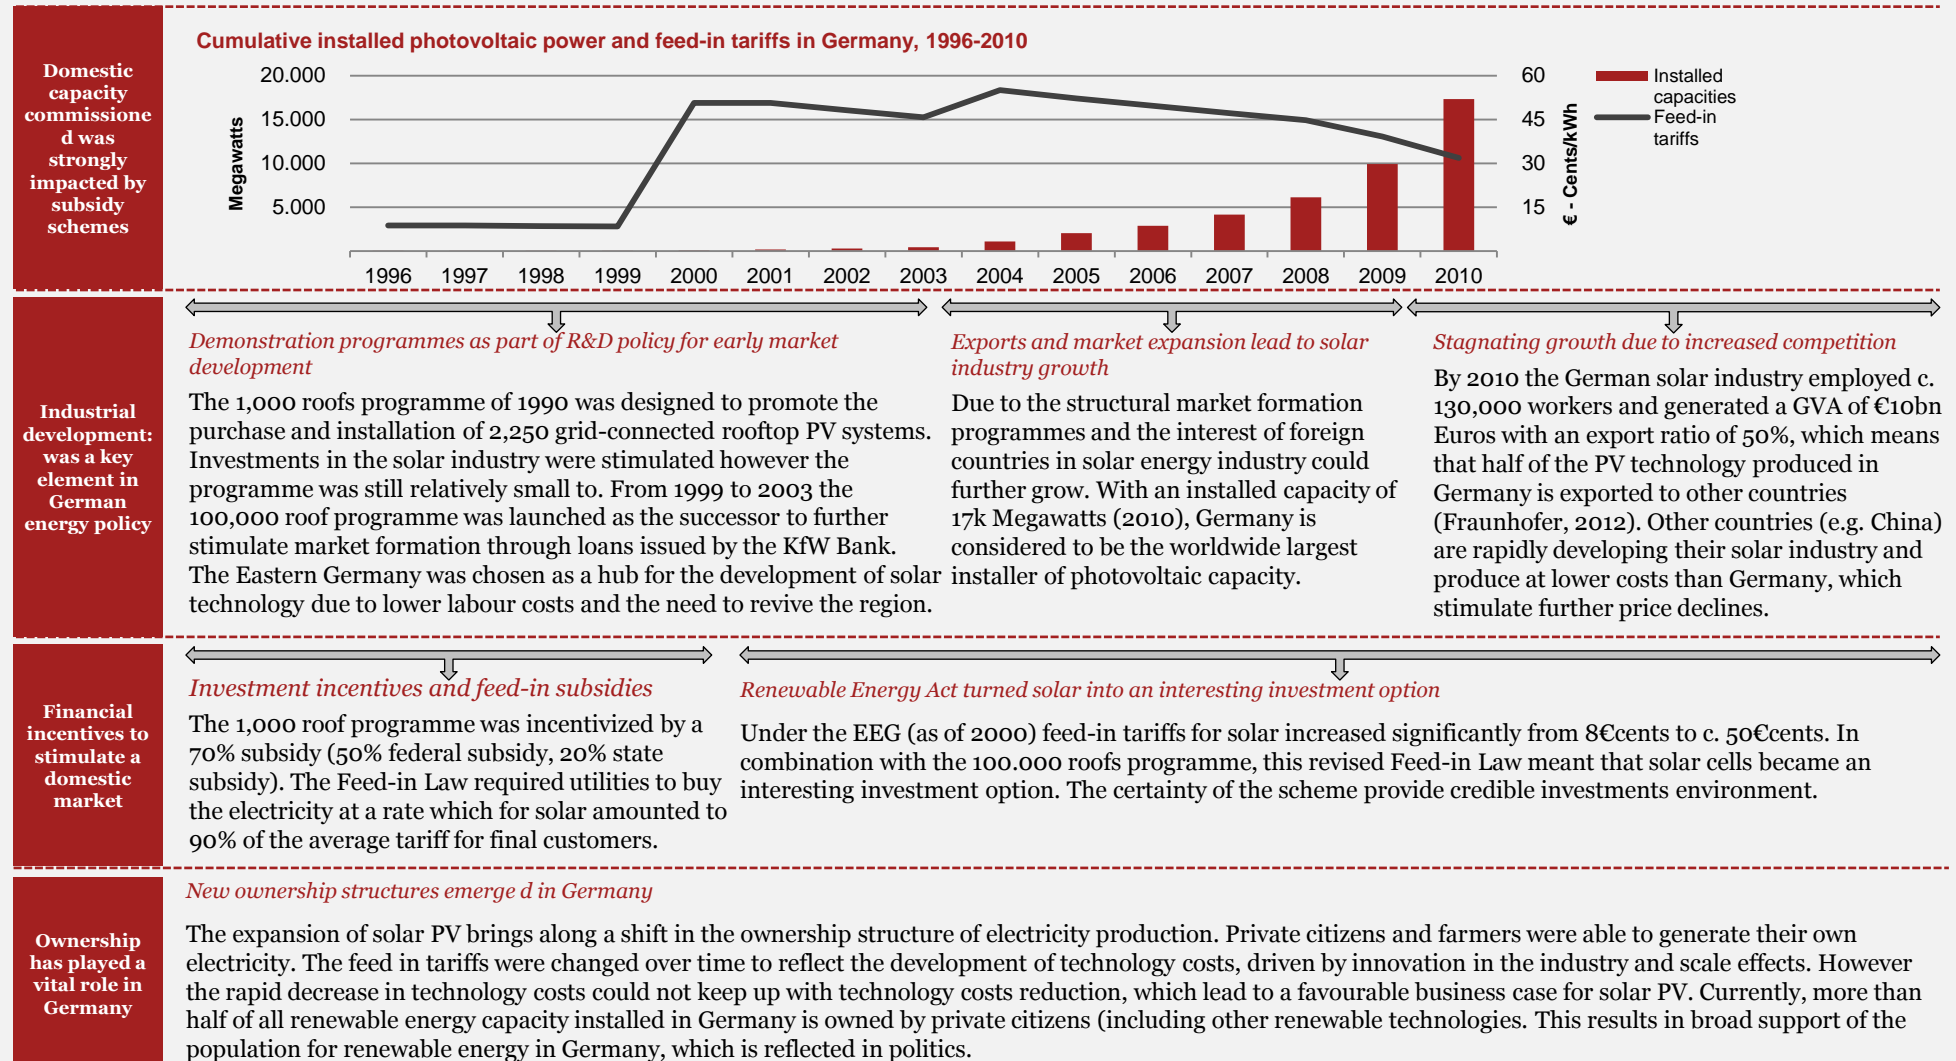 Domestic
capacity
commissione
d was
strongly
impacted by
subsidy
schemes
Cumulative installed photovoltaic power and feed-in tariffs in Germany, 1996-2010
Megawatts
20.000
15.000
10.000
5.000
60
45
30
15
€ - Cents/kWh
Installed
capacities
Feed-in
tariffs
1996 1997 1998 1999 2000 2001 2002 2003 2004 2005 2006 2007 2008 2009 2010
Industrial
development:
was a key
element in
German
energy policy
Demonstration programmes as part of R&D policy for early market
development
The 1,000 roofs programme of 1990 was designed to promote the
purchase and installation of 2,250 grid-connected rooftop PV systems.
Investments in the solar industry were stimulated however the
programme was still relatively small to. From 1999 to 2003 the
100,000 roof programme was launched as the successor to further
stimulate market formation through loans issued by the KfW Bank.
The Eastern Germany was chosen as a hub for the development of solar
technology due to lower labour costs and the need to revive the region.
Exports and market expansion lead to solar
industry growth
Due to the structural market formation
programmes and the interest of foreign
countries in solar energy industry could
further grow. With an installed capacity of
17k Megawatts (2010), Germany is
considered to be the worldwide largest
installer of photovoltaic capacity.
Stagnating growth due to increased competition
By 2010 the German solar industry employed c.
130,000 workers and generated a GVA of €10bn
Euros with an export ratio of 50%, which means
that half of the PV technology produced in
Germany is exported to other countries
(Fraunhofer, 2012). Other countries (e.g. China)
are rapidly developing their solar industry and
produce at lower costs than Germany, which
stimulate further price declines.
Financial
incentives to
stimulate a
domestic
market
Investment incentives and feed-in subsidies
The 1,000 roof programme was incentivized by a
70% subsidy (50% federal subsidy, 20% state
subsidy). The Feed-in Law required utilities to buy
the electricity at a rate which for solar amounted to
90% of the average tariff for final customers.
Renewable Energy Act turned solar into an interesting investment option
Under the EEG (as of 2000) feed-in tariffs for solar increased significantly from 8€cents to c. 50€cents. In
combination with the 100.000 roofs programme, this revised Feed-in Law meant that solar cells became an
interesting investment option. The certainty of the scheme provide credible investments environment.
Ownership
has played a
vital role in
Germany
New ownership structures emerge d in Germany
The expansion of solar PV brings along a shift in the ownership structure of electricity production. Private citizens and farmers were able to generate their own
electricity. The feed in tariffs were changed over time to reflect the development of technology costs, driven by innovation in the industry and scale effects. However
the rapid decrease in technology costs could not keep up with technology costs reduction, which lead to a favourable business case for solar PV. Currently, more than
half of all renewable energy capacity installed in Germany is owned by private citizens (including other renewable technologies. This results in broad support of the
population for renewable energy in Germany, which is reflected in politics.